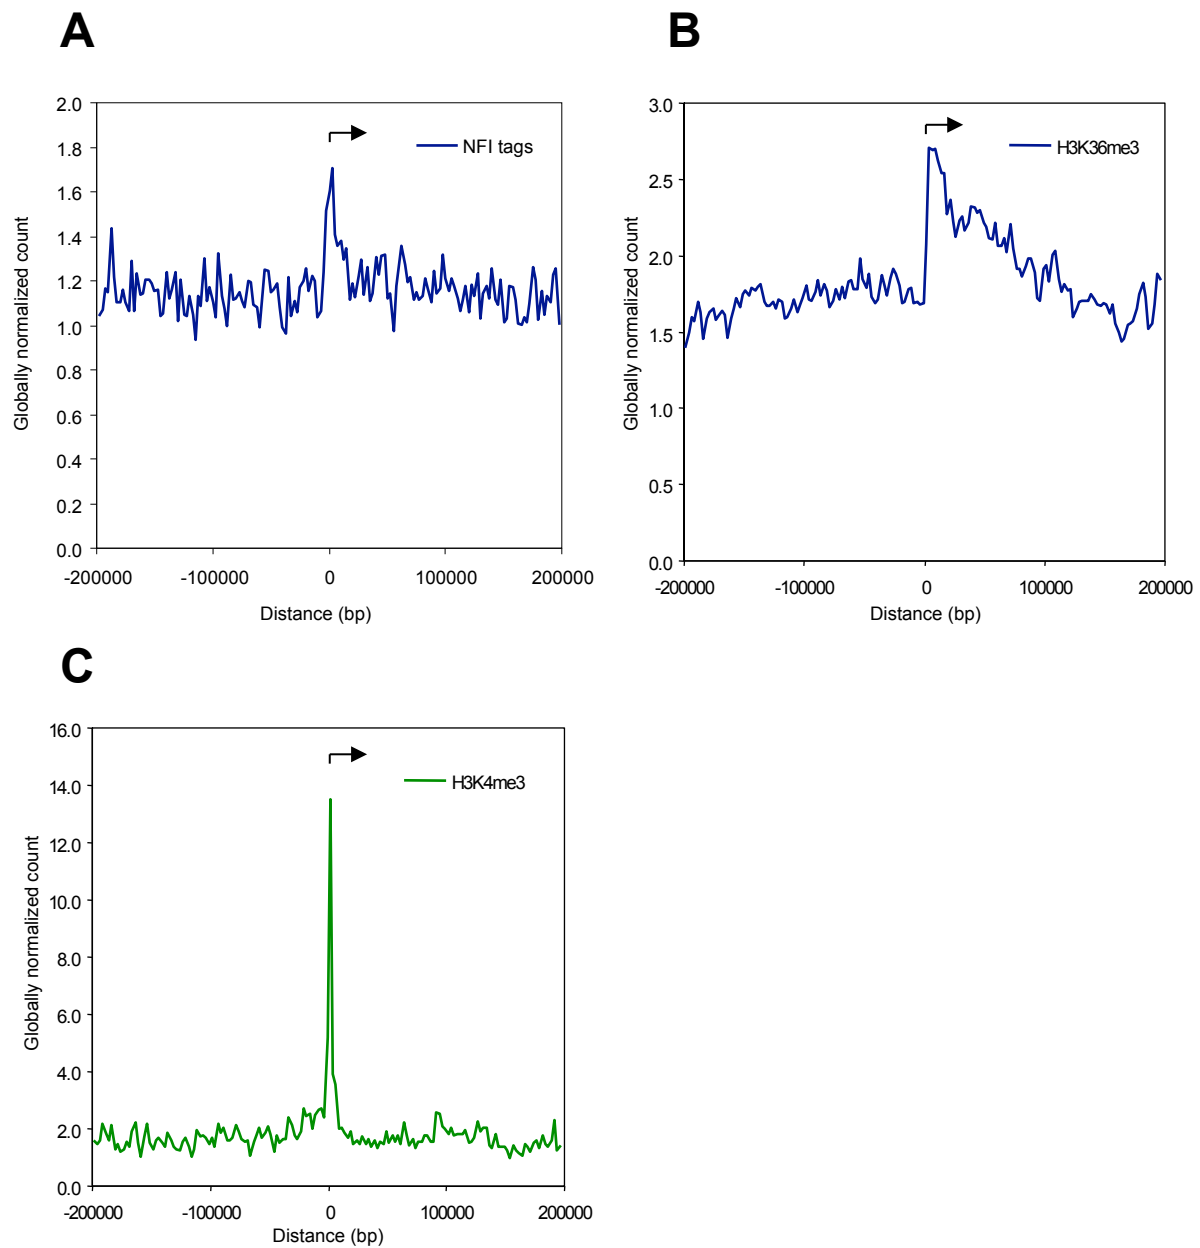 A
2.0
1.8
1.6
1.4
1.2
1.0
0.8
0.6
0.4
0.2
0.0
Globally normalized count
NFI tags
-200000 -100000 0 100000 200000
Distance (bp)
B
3.0
2.5
2.0
1.5
1.0
0.5
0.0
Globally normalized count
H3K36me3
-200000 -100000 0 100000 200000
Distance (bp)
C
16.0
14.0
12.0
10.0
8.0
6.0
4.0
2.0
0.0
Globally normalized count
H3K4me3
-200000 -100000 0 100000 200000
Distance (bp)